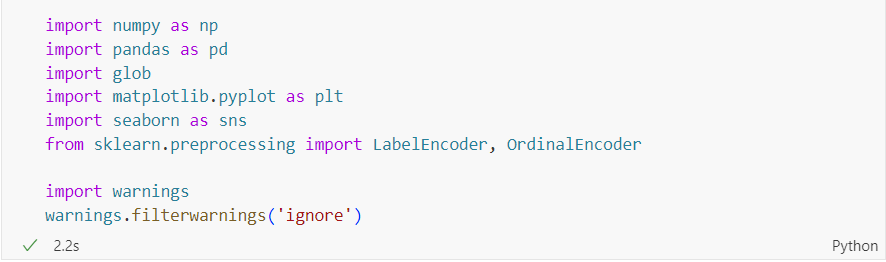 import numpy as np
import pandas as pd
import glob
import matplotlib.pyplot as plt
import seaborn as sns
from sklearn.preprocessing import LabelEncoder, OrdinalEncoder
import warnings
warnings.filterwarnings('ignore')
✓ 2.2s Python